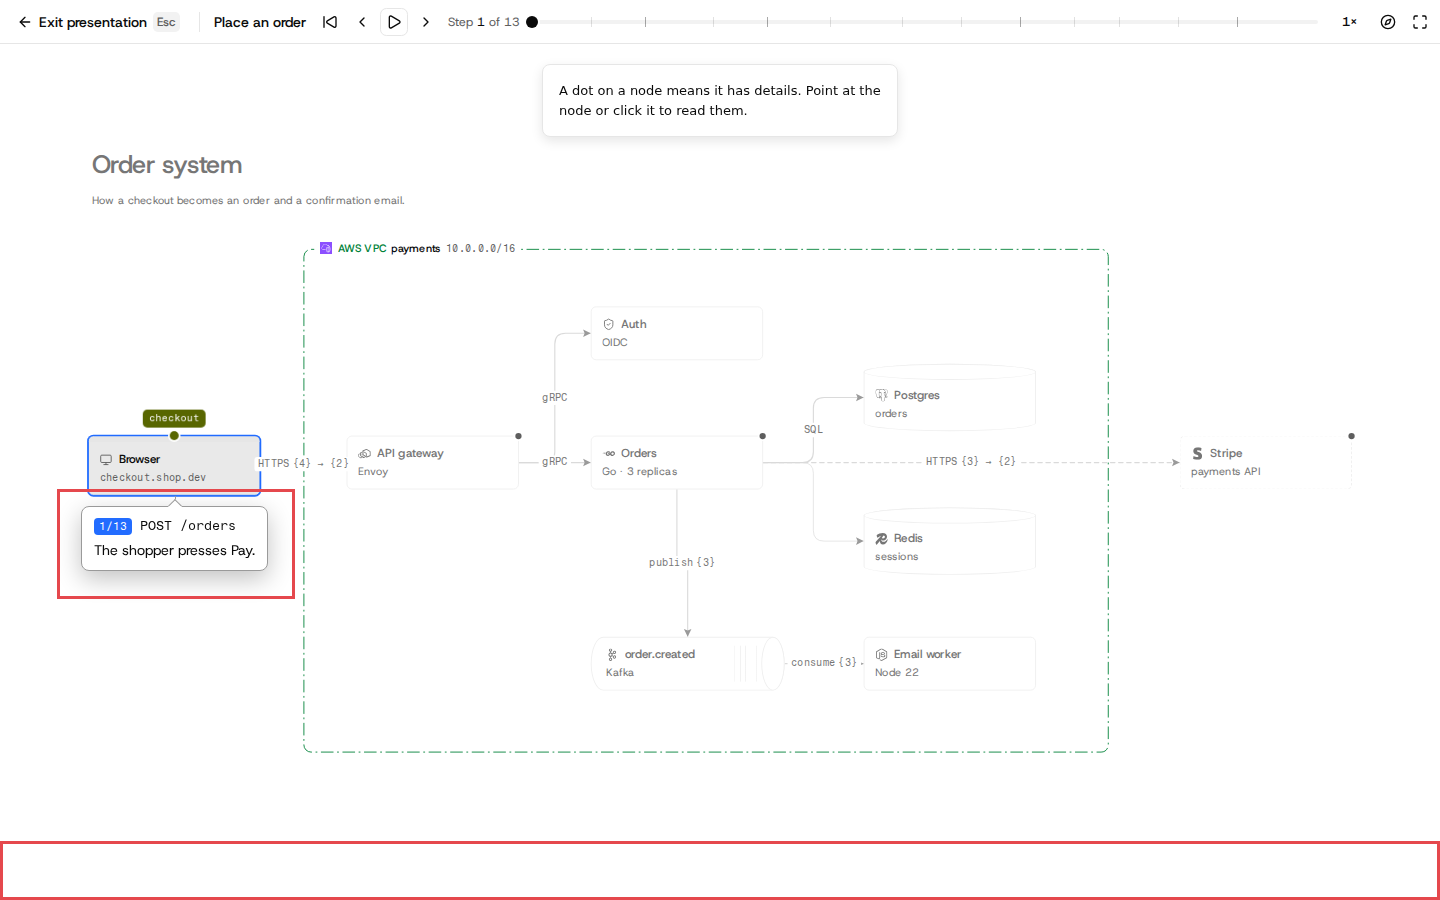 Exit presentation Esc Place an order Step 1 of 13 1×
A dot on a node means it has details. Point at the
node or click it to read them.
Order system
How a checkout becomes an order and a confirmation email.
AWS VPC payments 10.0.0.0/16
Auth
OIDC
gRPC
Postgres
orders
SQL
checkout
Browser
checkout.shop.dev
HTTPS {4} → {2}
API gateway
Envoy
gRPC
Orders
Go · 3 replicas
HTTPS {3} → {2}
Stripe
payments API
1/13 POST /orders
The shopper presses Pay.
Redis
sessions
publish {3}
order.created
Kafka
consume {3}
Email worker
Node 22